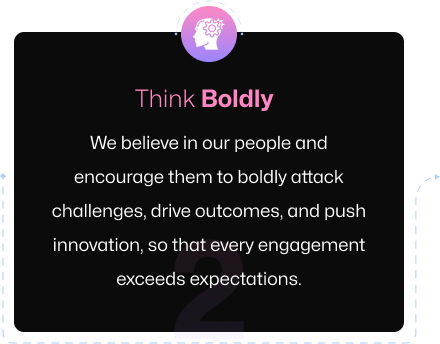 Think Boldly
We believe in our people and
encourage them to boldly attack
challenges, drive outcomes, and push
innovation, so that every engagement
exceeds expectations.
2